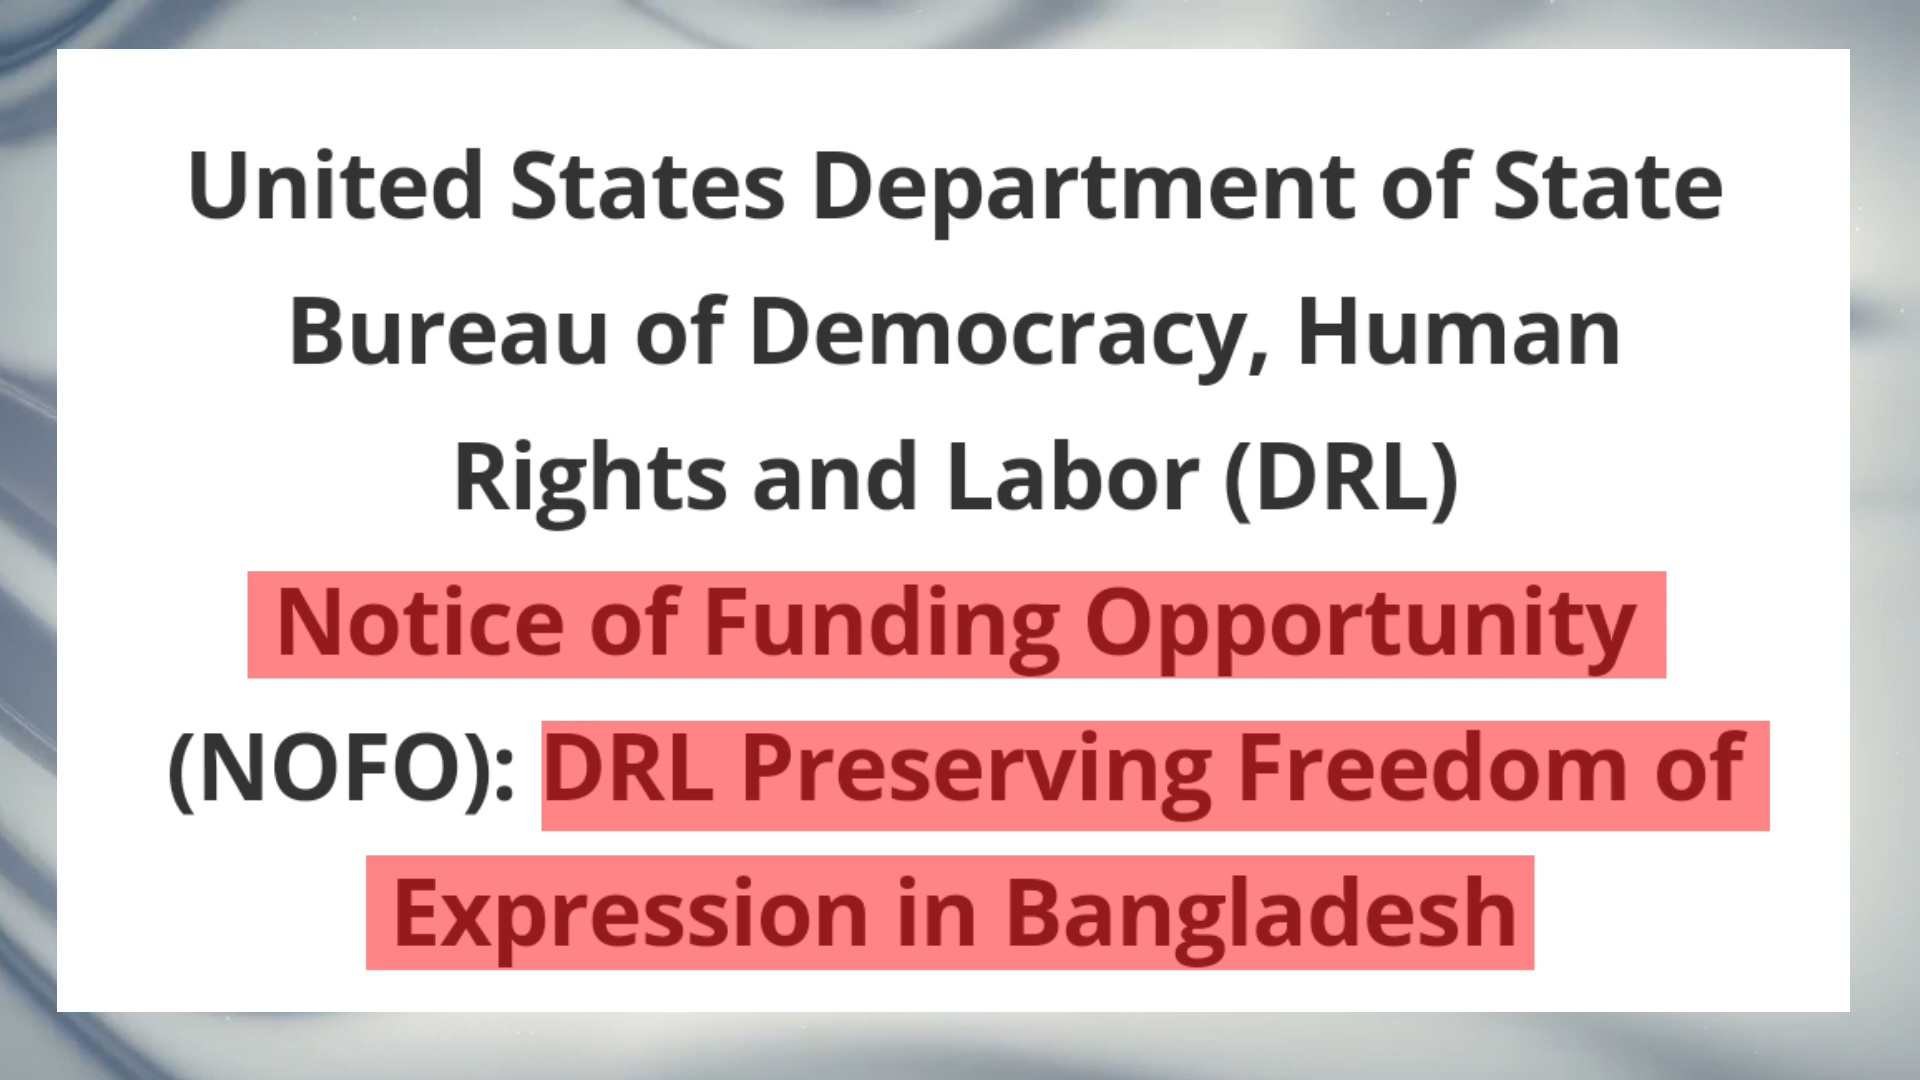 United States Department of State
Bureau of Democracy, Human
Rights and Labor (DRL)
Notice of Funding Opportunity
(NOFO): DRL Preserving Freedom of
Expression in Bangladesh